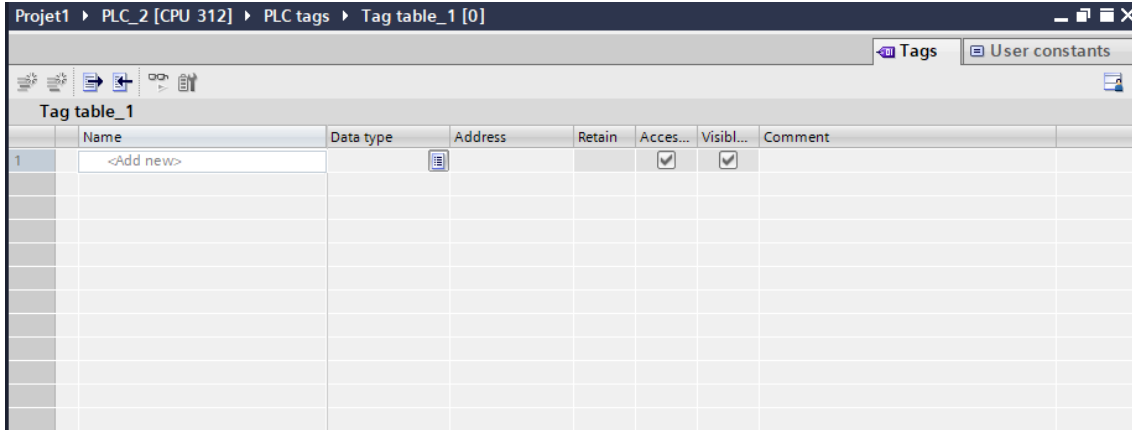 Projet1 ▸ PLC_2 [CPU 312] ▸ PLC tags ▸ Tag table_1 [0]
Tags User constants
Tag table_1
Name Data type Address Retain Acces... Visibl... Comment
1 <Add new>